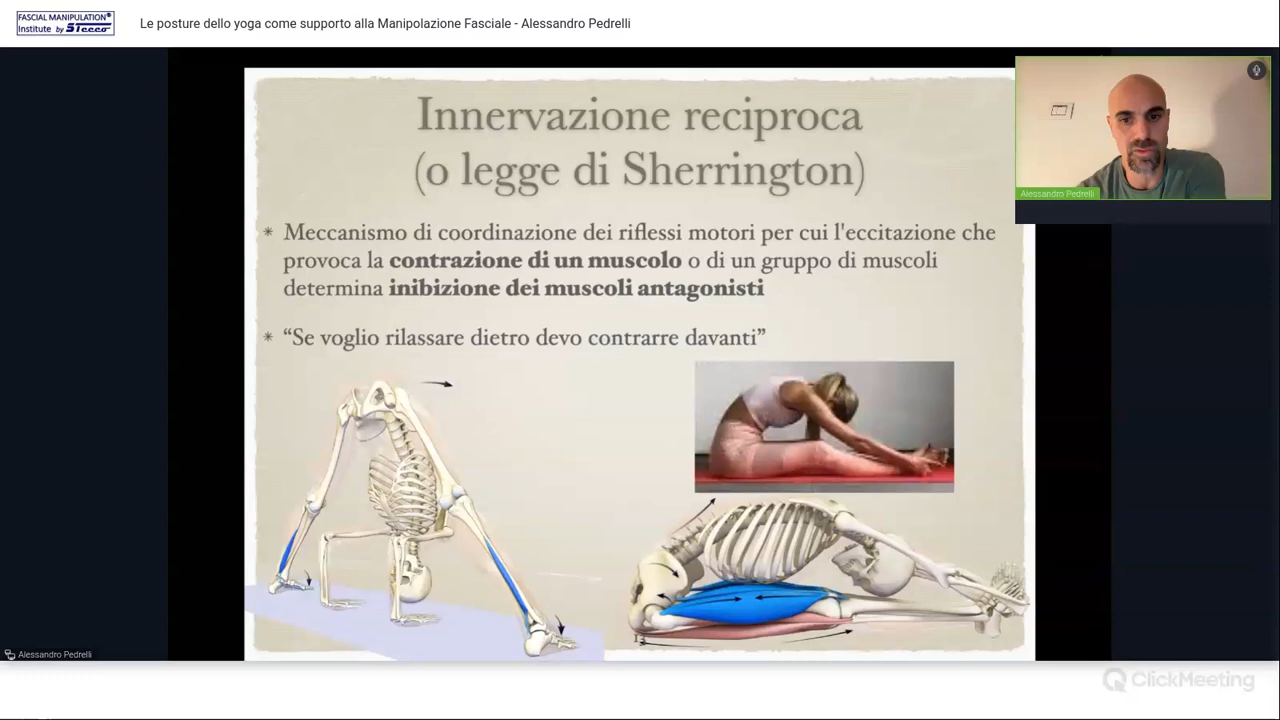 FASCIAL MANIPULATION®
Institute by Stecco
Le posture dello yoga come supporto alla Manipolazione Fasciale - Alessandro Pedrelli
Innervazione reciproca
(o legge di Sherrington)
Alessandro Pedrelli
* Meccanismo di coordinazione dei riflessi motori per cui l'eccitazione che
provoca la contrazione di un muscolo o di un gruppo di muscoli
determina inibizione dei muscoli antagonisti
* “Se voglio rilassare dietro devo contrarre davanti”
Alessandro Pedrelli
ClickMeeting